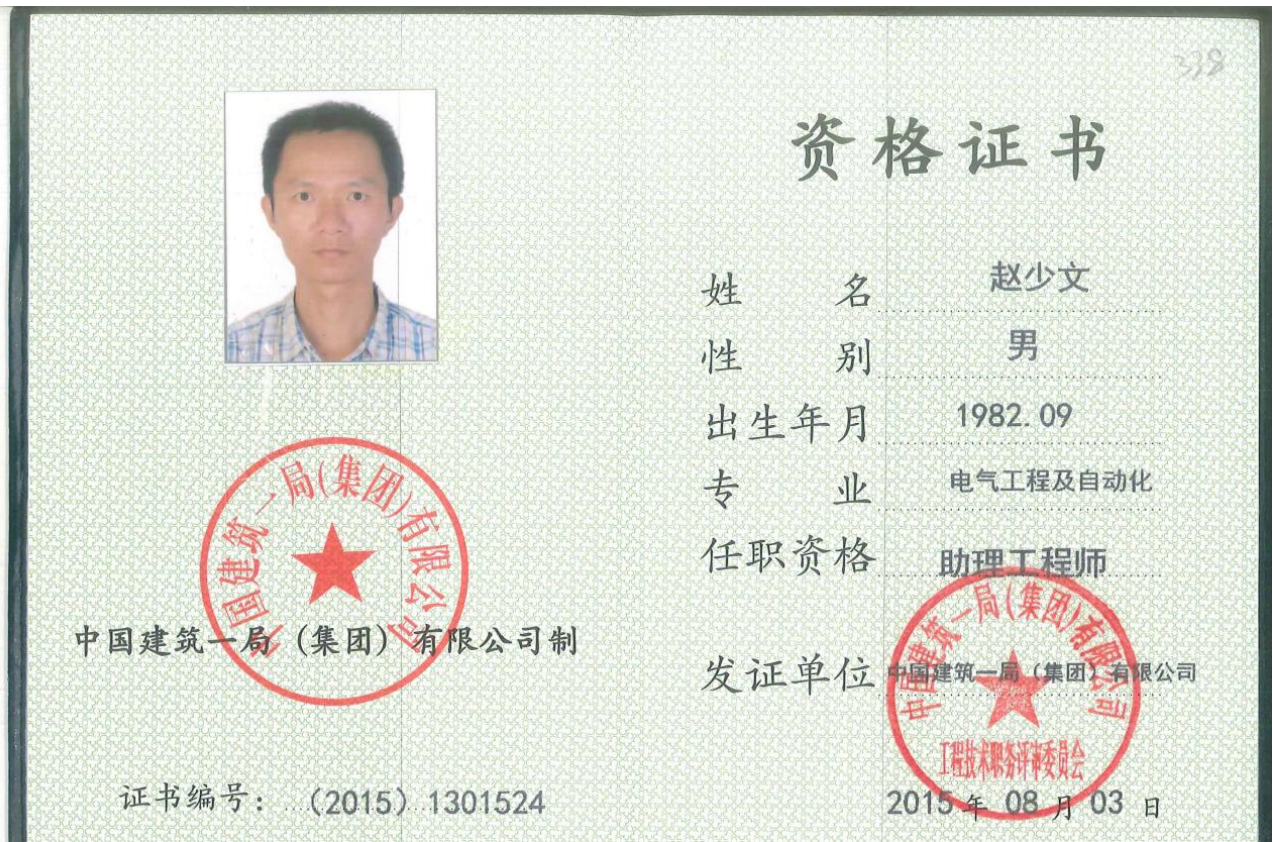 338
资格证书
姓名 赵少文
性别 男
出生年月 1982.09
专业 电气工程及自动化
任职资格 助理工程师
发证单位 中国建筑一局（集团）有限公司
中国建筑一局(集团)有限公司
工程技术职务评审委员会
2015年08月03日
中国建筑一局(集团)有限公司
中国建筑一局（集团）有限公司制
证书编号：（2015）1301524